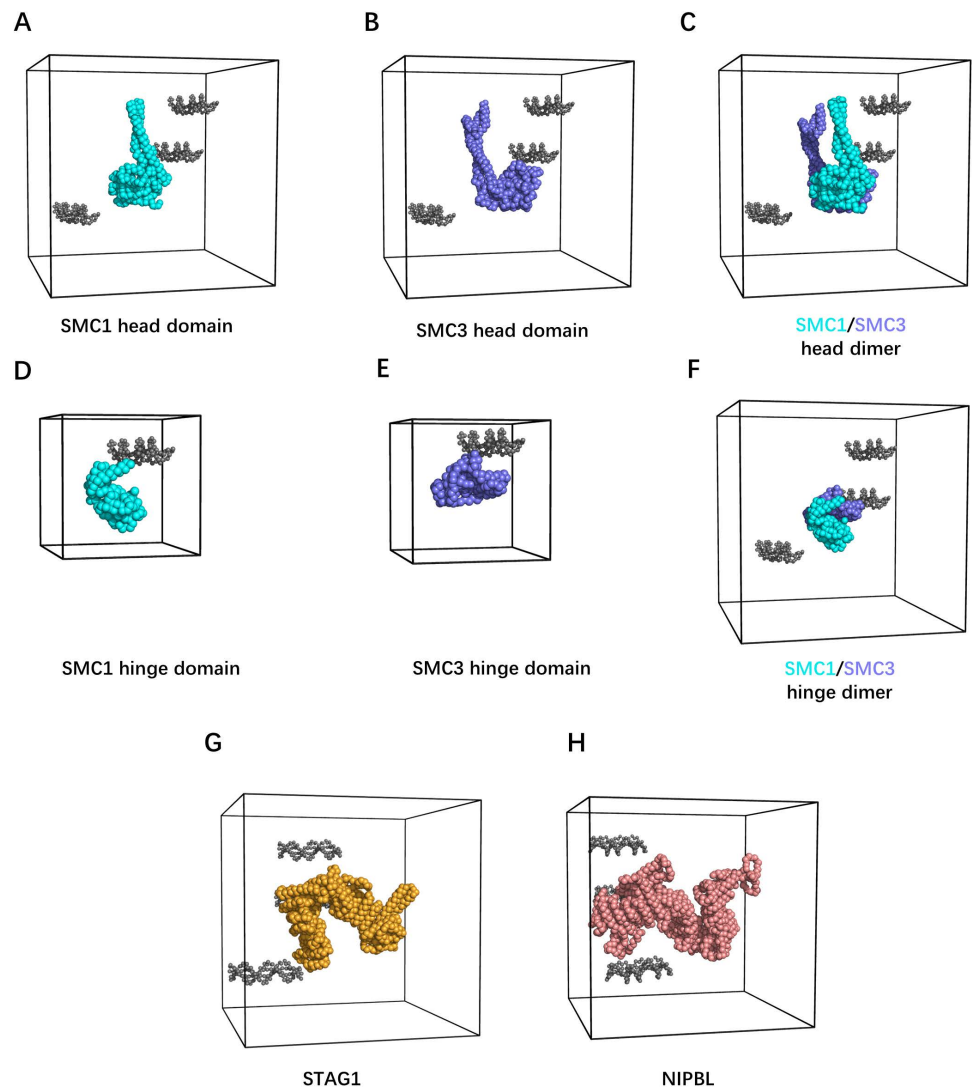 A
B
C
SMC1 head domain
SMC3 head domain
SMC1/SMC3
head dimer
D
E
F
SMC1 hinge domain
SMC3 hinge domain
SMC1/SMC3
hinge dimer
G
H
STAG1
NIPBL